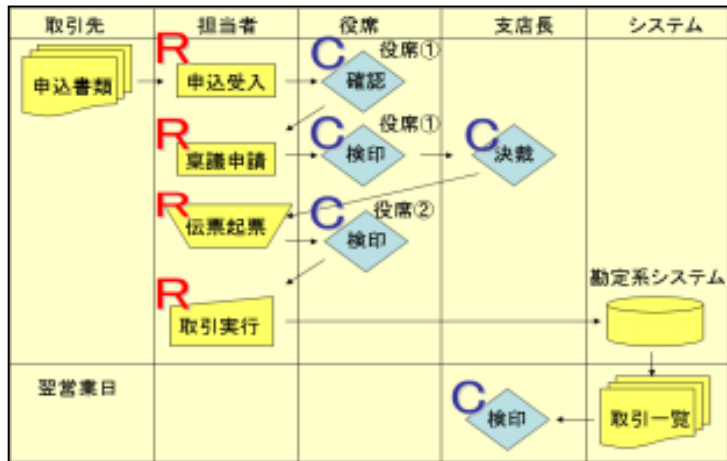 取引先 担当者 役席 支店長 システム
R C 役席①
申込書類 申込受入 確認
R C 役席① C
稟議申請 検印 決裁
R C 役席②
伝票起票 検印
勘定系システム
R
取引実行
翌営業日
C
検印 取引一覧